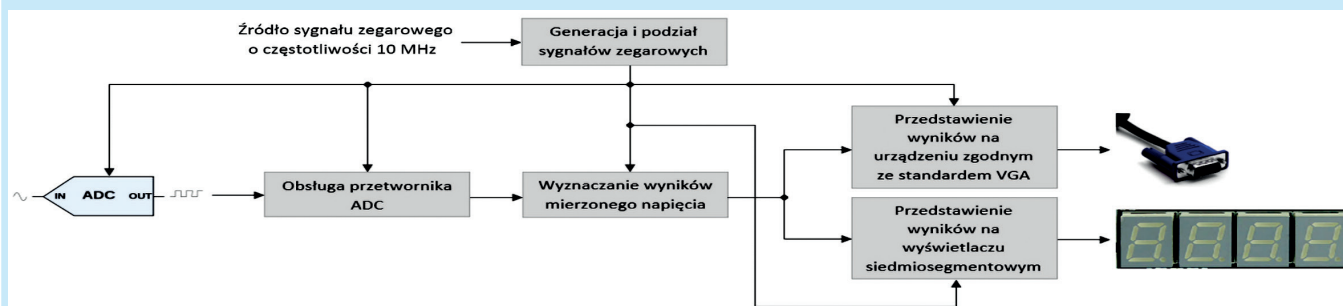 Źródło sygnału zegarowego
o częstotliwości 10 MHz
Generacja i podział
sygnałów zegarowych
IN ADC OUT
Obsługa przetwornika
ADC
Wyznaczanie wyników
mierzonego napięcia
Przedstawienie
wyników na
urządzeniu zgodnym
ze standardem VGA
Przedstawienie
wyników na
wyświetlaczu
siedmiosegmentowym